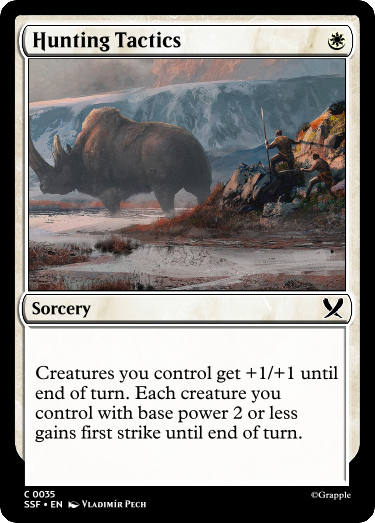 Hunting Tactics
Sorcery
Creatures you control get +1/+1 until
end of turn. Each creature you
control with base power 2 or less
gains first strike until end of turn.
C 0035
SSF • EN Vladimír Pech
©Grapple